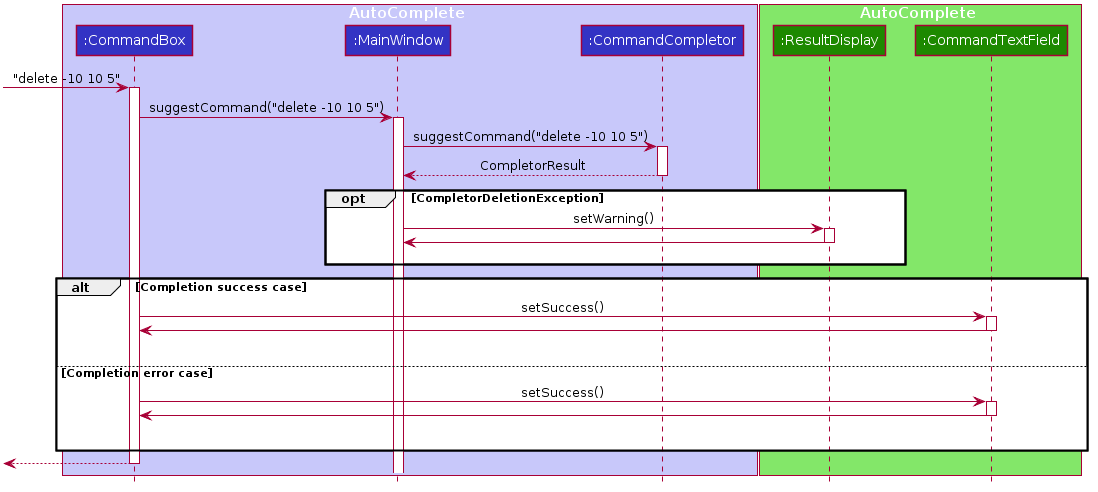 AutoComplete
AutoComplete
:CommandBox
:MainWindow
:CommandCompletor
:ResultDisplay
:CommandTextField
"delete -10 10 5"
suggestCommand("delete -10 10 5")
suggestCommand("delete -10 10 5")
CompletorResult
opt
[CompletorDeletionException]
setWarning()
alt
[Completion success case]
setSuccess()
[Completion error case]
setSuccess()